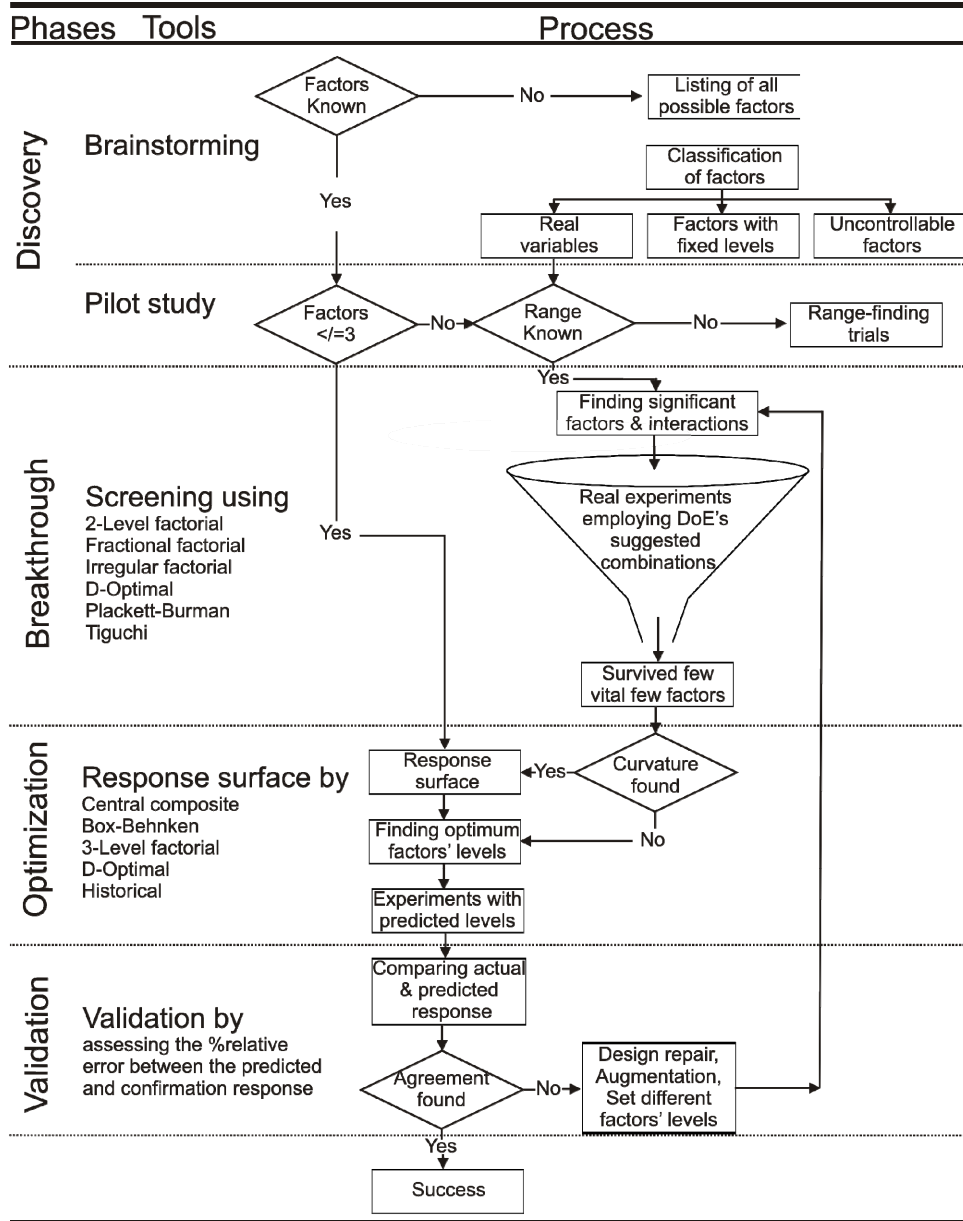 Phases Tools Process
Discovery
Brainstorming
Factors
Known
No
Listing of all
possible factors
Yes
Classification
of factors
Real
variables
Factors with
fixed levels
Uncontrollable
factors
Pilot study
Factors
</=3
No
Range
Known
No
Range-finding
trials
Yes
Breakthrough
Finding significant
factors & interactions
Screening using
2-Level factorial
Fractional factorial
Irregular factorial
D-Optimal
Plackett-Burman
Tiguchi
Yes
Real experiments
employing DoE's
suggested
combinations
Survived few
vital few factors
Optimization
Response surface by
Central composite
Box-Behnken
3-Level factorial
D-Optimal
Historical
Response
surface
Yes
Curvature
found
No
Finding optimum
factors' levels
Experiments with
predicted levels
Validation
Validation by
assessing the %relative
error between the predicted
and confirmation response
Comparing actual
& predicted
response
Agreement
found
No
Design repair,
Augmentation,
Set different
factors' levels
Yes
Success